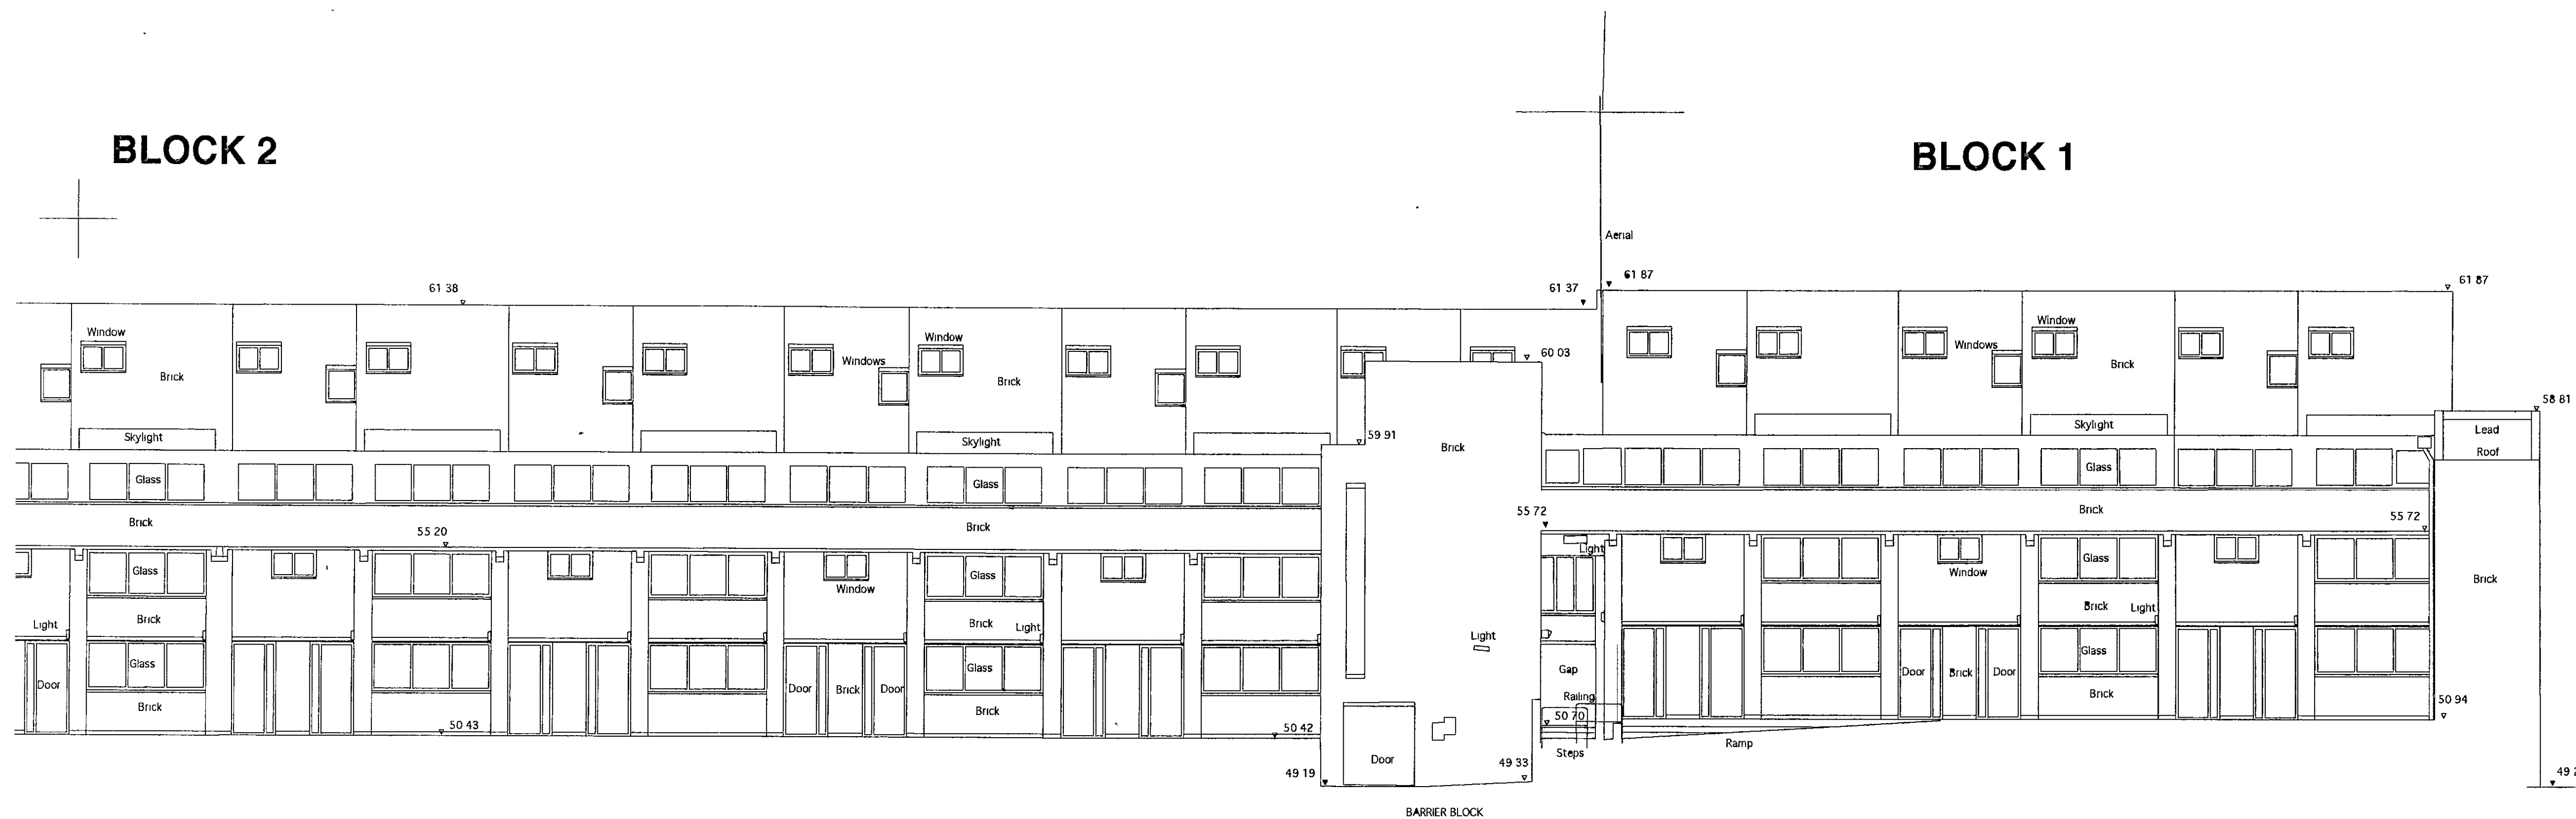 BLOCK 2
BLOCK 1
Aerial
61 38
61 37
61 87
61 87
Window
Windows
Window
Windows
Window
Brick
Brick
60 03
Brick
58 81
Skylight
Skylight
59 91
Brick
Skylight
Lead
Roof
Glass
Glass
Glass
Brick
Brick
55 72
Brick
55 72
55 20
Light
Glass
Window
Glass
Window
Glass
Brick
Light
Brick
Brick
Light
Light
Brick
Light
Glass
Glass
Gap
Glass
Door
Door
Brick
Door
Railing
Door
Brick
Door
Brick
Brick
Brick
50 94
50 43
50 42
50 70
Steps
Ramp
Door
49 19
49 33
49
BARRIER BLOCK